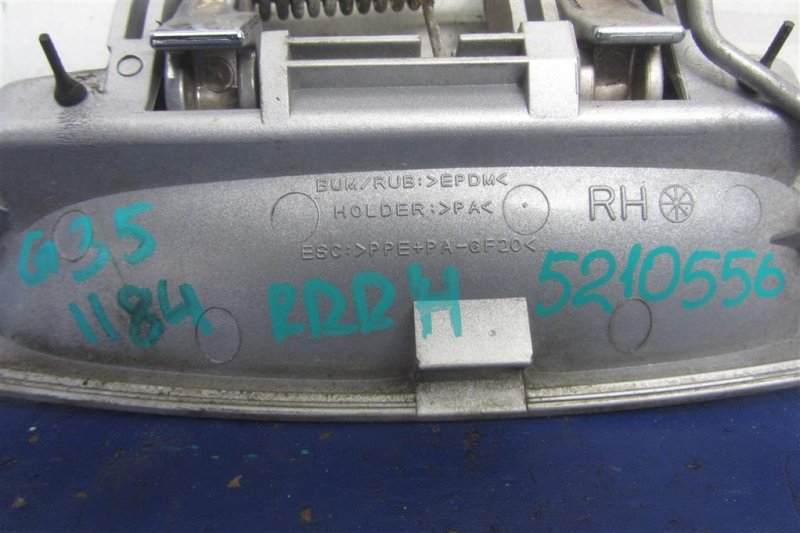 BUM/RUB:>EPDM<
HOLDER:>PA<
RH
ESC:>PPE+PA-GF20<
G35
1184
RRRH
5210556